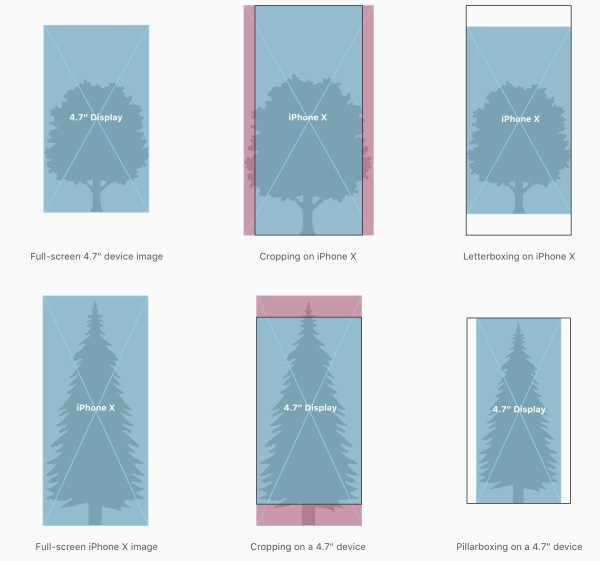 4.7” Display
iPhone X
iPhone X
Full-screen 4.7" device image
Cropping on iPhone X
Letterboxing on iPhone X
iPhone X
4.7” Display
4.7” Display
Full-screen iPhone X image
Cropping on a 4.7" device
Pillarboxing on a 4.7" device